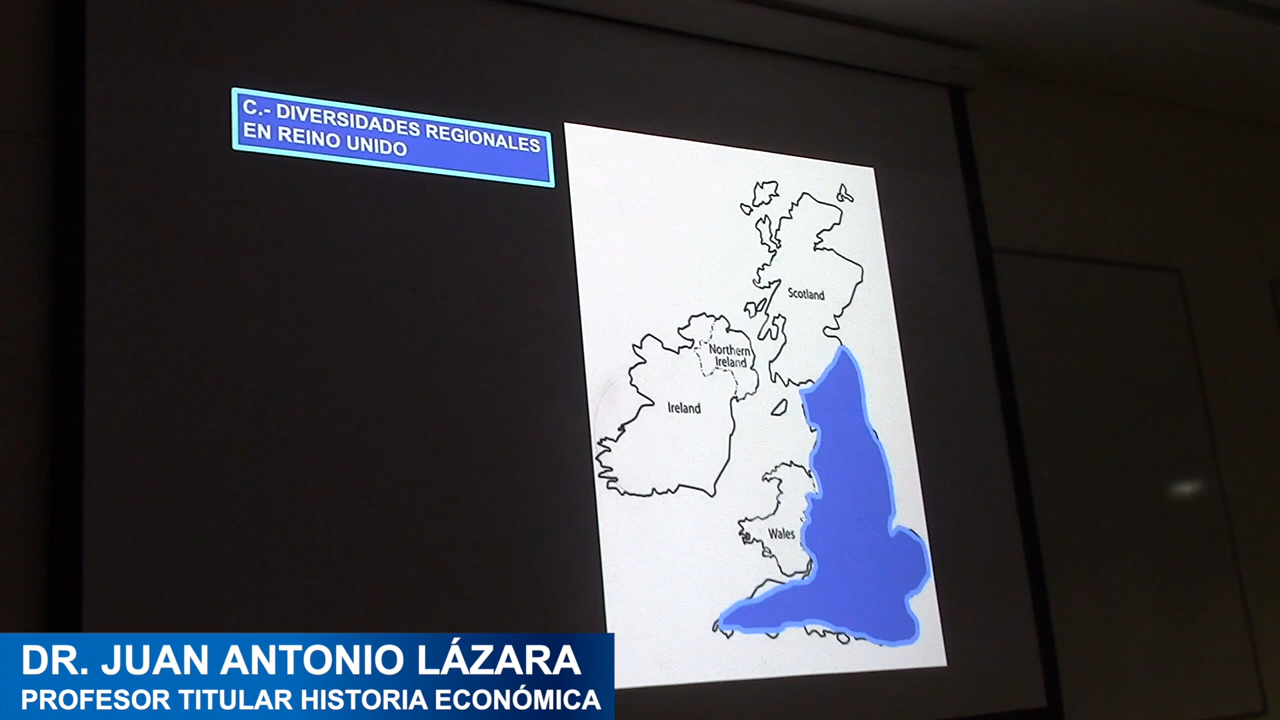 C.- DIVERSIDADES REGIONALES
EN REINO UNIDO
Scotland
Northern
Ireland
Ireland
Wales
DR. JUAN ANTONIO LÁZARA
PROFESOR TITULAR HISTORIA ECONÓMICA